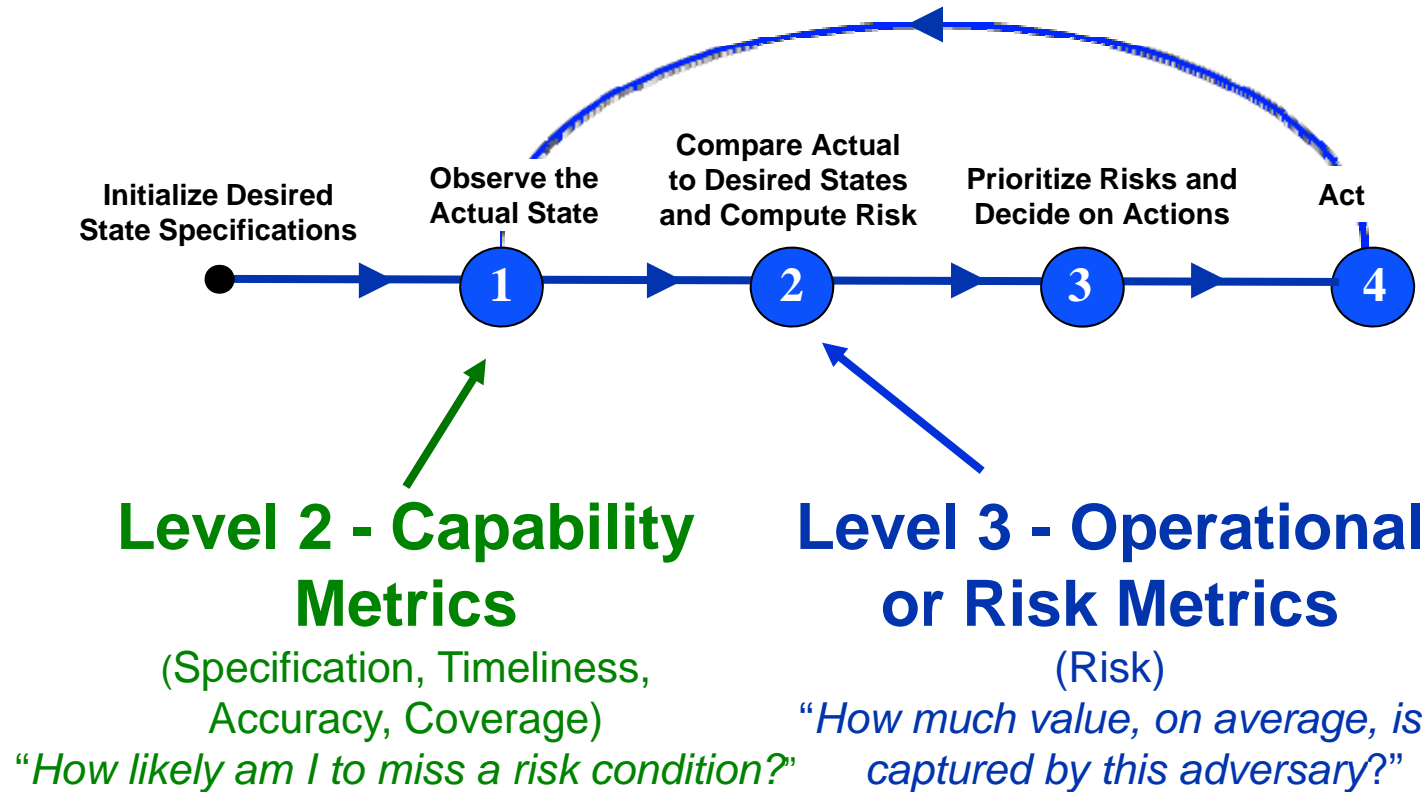 Initialize Desired
State Specifications
Observe the
Actual State
Compare Actual
to Desired States
and Compute Risk
Prioritize Risks and
Decide on Actions
Act
1
2
3
4
Level 2 - Capability
Metrics
(Specification, Timeliness,
Accuracy, Coverage)
“How likely am I to miss a risk condition?”
Level 3 - Operational
or Risk Metrics
(Risk)
“How much value, on average, is
captured by this adversary?”